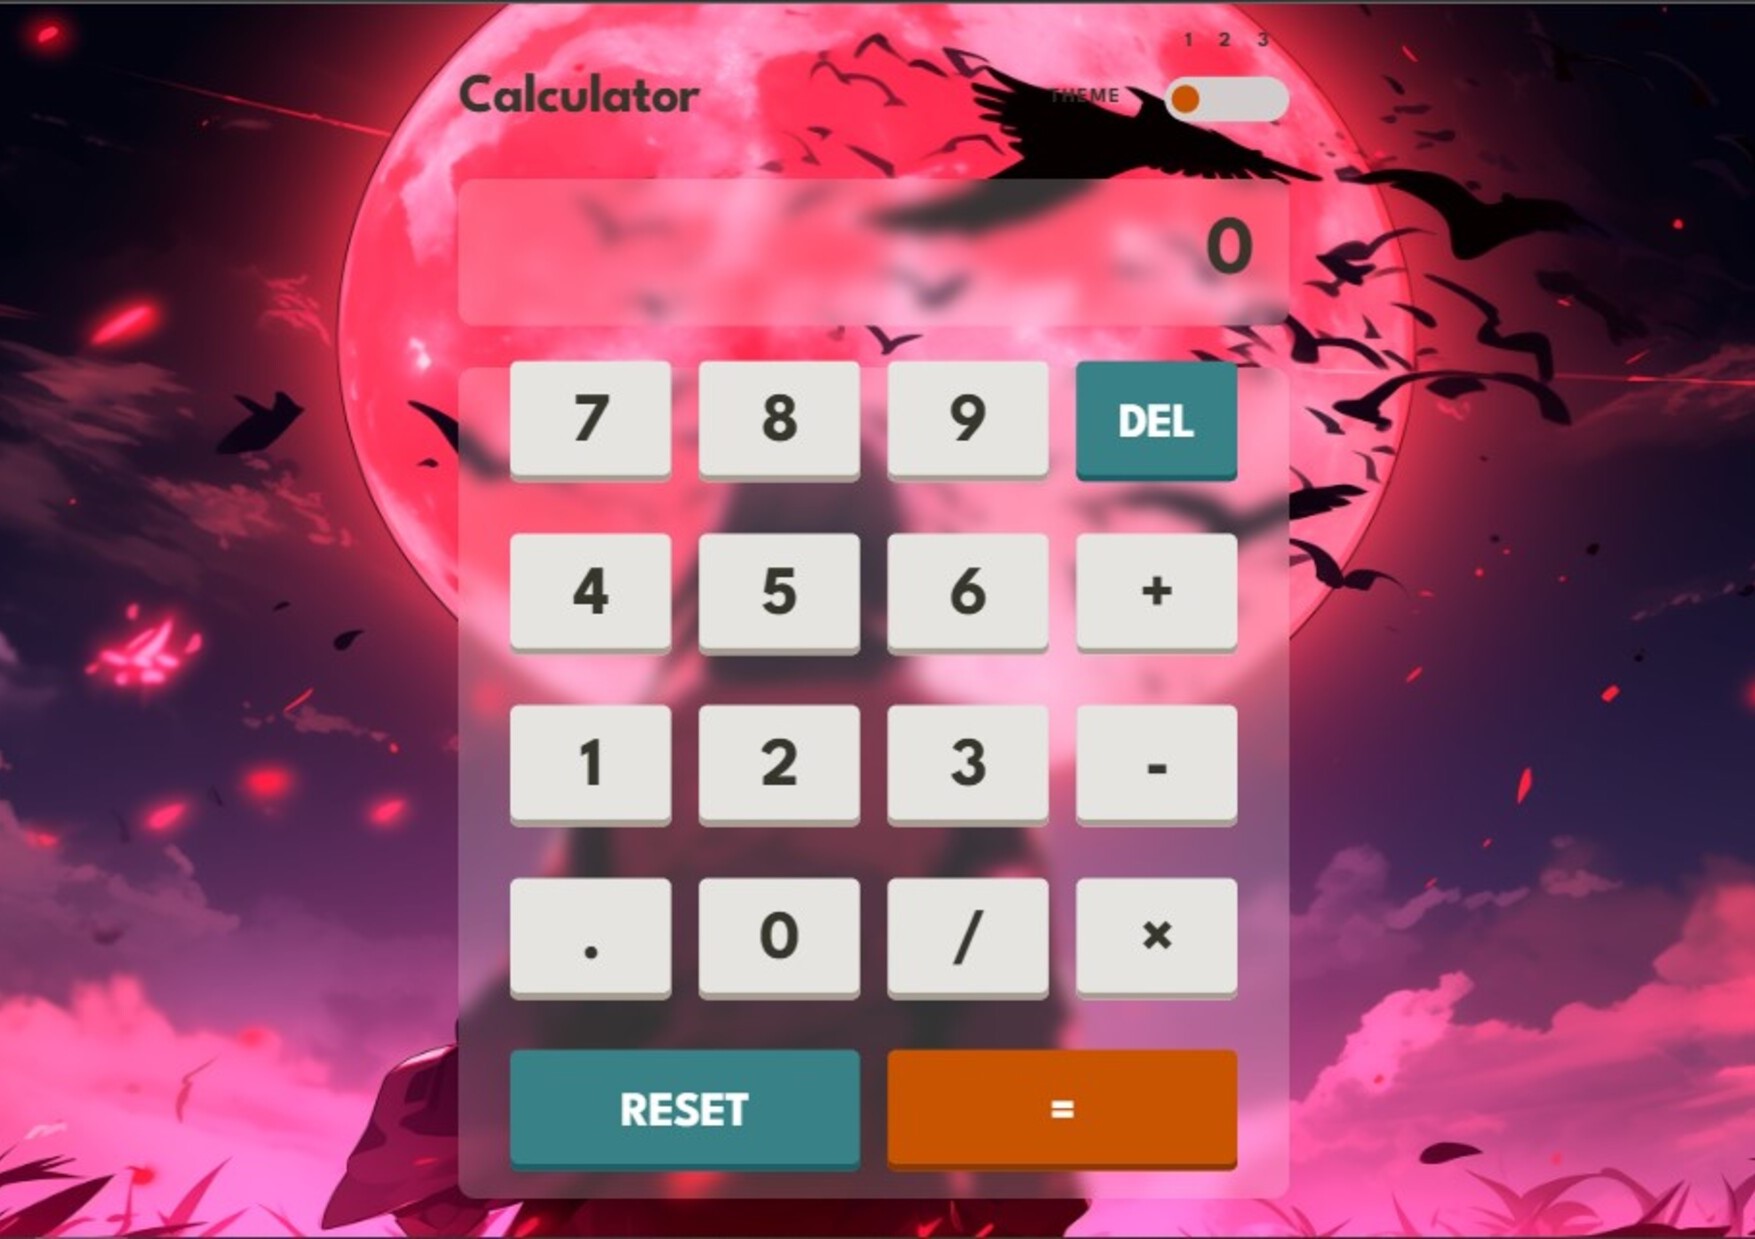 1 2 3
Calculator THEME
0
7 8 9 DEL
4 5 6 +
1 2 3 -
. 0 / ×
RESET =